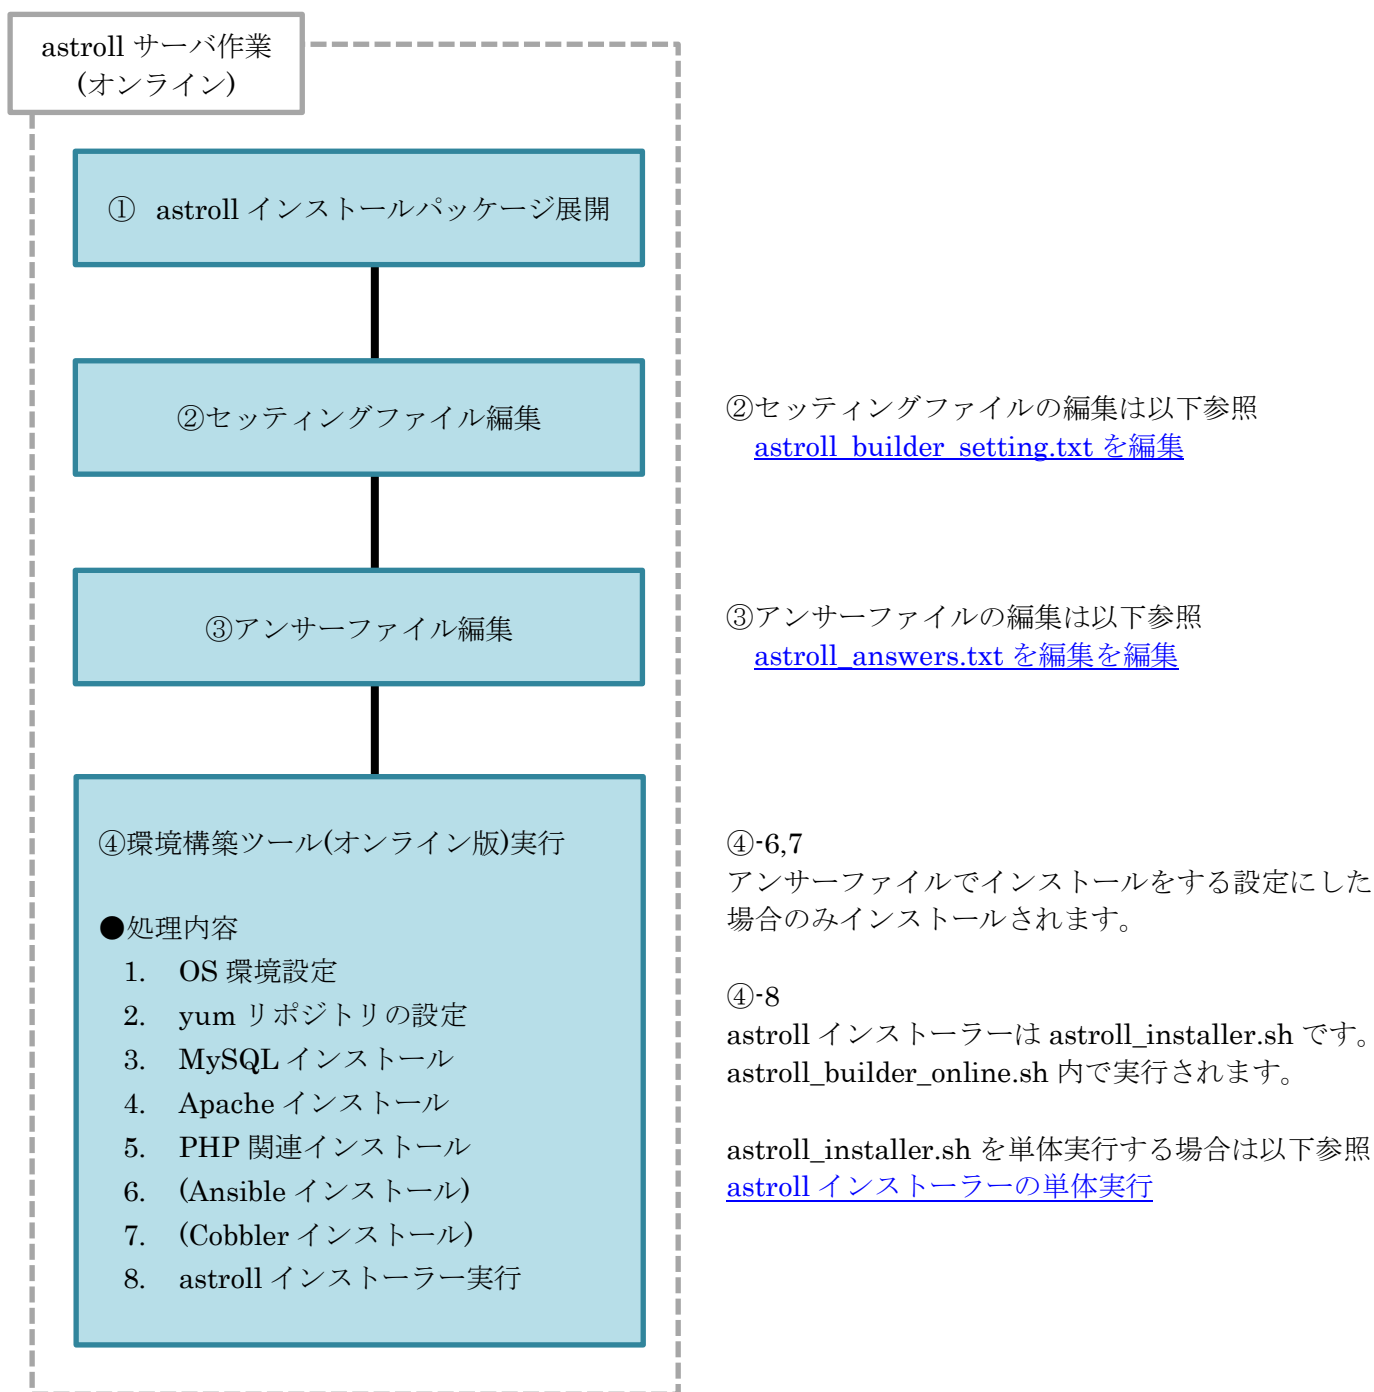 astroll サーバ作業
(オンライン)
① astroll インストールパッケージ展開
②セッティングファイル編集
②セッティングファイルの編集は以下参照
astroll_builder_setting.txt を編集
③アンサーファイル編集
③アンサーファイルの編集は以下参照
astroll_answers.txt を編集を編集
④環境構築ツール(オンライン版)実行
●処理内容
1. OS 環境設定
2. yum リポジトリの設定
3. MySQL インストール
4. Apache インストール
5. PHP 関連インストール
6. (Ansible インストール)
7. (Cobbler インストール)
8. astroll インストーラー実行
④-6,7
アンサーファイルでインストールをする設定にした
場合のみインストールされます。
④-8
astroll インストーラーは astroll_installer.sh です。
astroll_builder_online.sh 内で実行されます。
astroll_installer.sh を単体実行する場合は以下参照
astroll インストーラーの単体実行